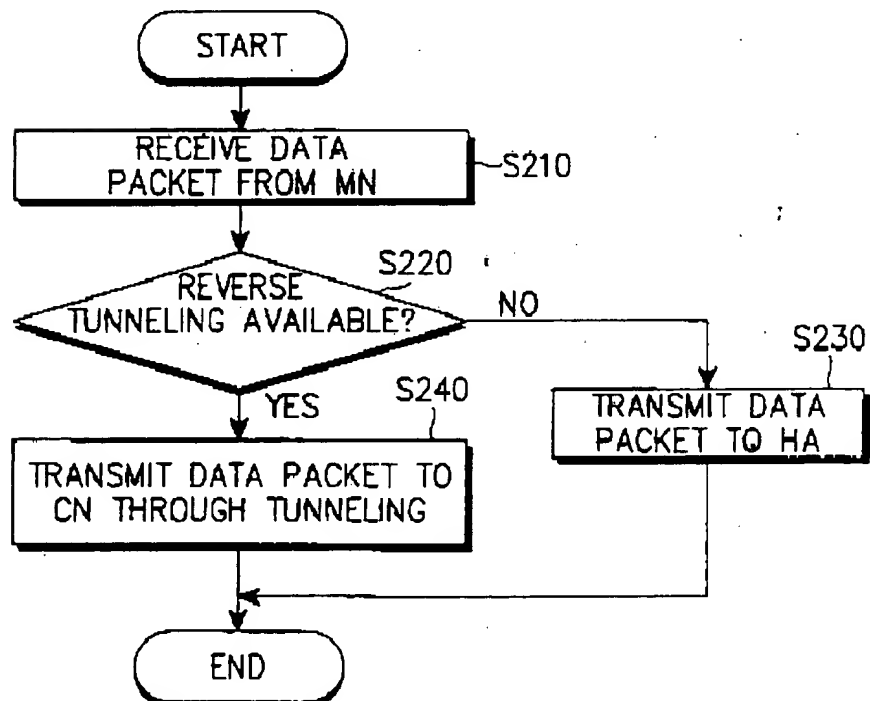 START
RECEIVE DATA
PACKET FROM MN
S210
S220
REVERSE
TUNNELING AVAILABLE?
NO
YES
S230
TRANSMIT DATA
PACKET TO HA
S240
TRANSMIT DATA PACKET TO
CN THROUGH TUNNELING
END